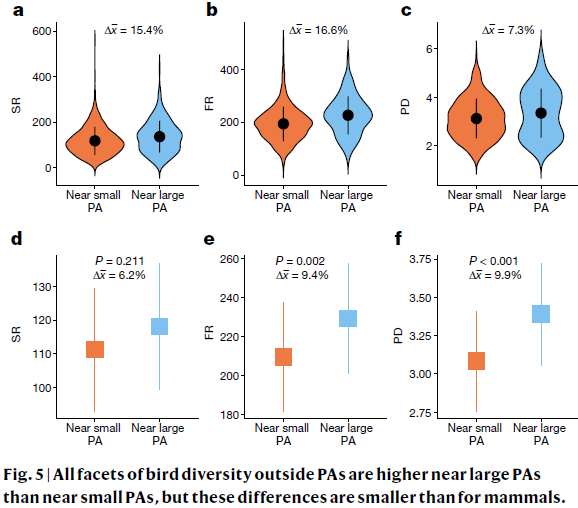 a
Δx̄ = 15.4%
600
400
200
0
SR
Near small PA
Near large PA
b
Δx̄ = 16.6%
400
200
0
FR
Near small PA
Near large PA
c
Δx̄ = 7.3%
6
4
2
PD
Near small PA
Near large PA
d
P = 0.211
Δx̄ = 6.2%
130
120
110
100
SR
Near small PA
Near large PA
e
P = 0.002
Δx̄ = 9.4%
260
240
220
200
180
FR
Near small PA
Near large PA
f
P < 0.001
Δx̄ = 9.9%
3.75
3.50
3.25
3.00
2.75
PD
Near small PA
Near large PA
Fig. 5 | All facets of bird diversity outside PAs are higher near large PAs
than near small PAs, but these differences are smaller than for mammals.